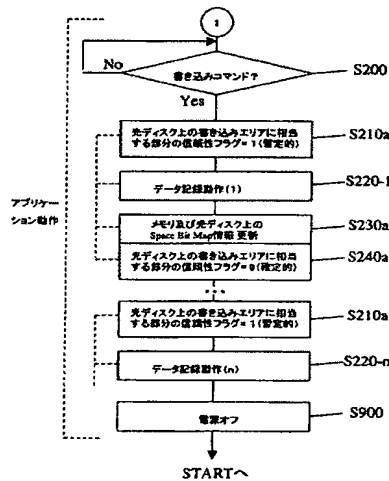 1
No
書き込みコマンド?
S200
Yes
光ディスク上の書き込みエリアに相当
する部分の信頼性フラグ= 1(暫定的)
S210a
アプリケー
ション動作
データ記録動作(1)
S220-1
メモリ及び光ディスク上の
Space Bit Map情報 更新
S230a
光ディスク上の書き込みエリアに相当
する部分の信頼性フラグ= 0(確定的)
S240a
光ディスク上の書き込みエリアに相当
する部分の信頼性フラグ= 1(暫定的)
S210a
データ記録動作(n)
S220-n
電源オフ
S900
STARTへ